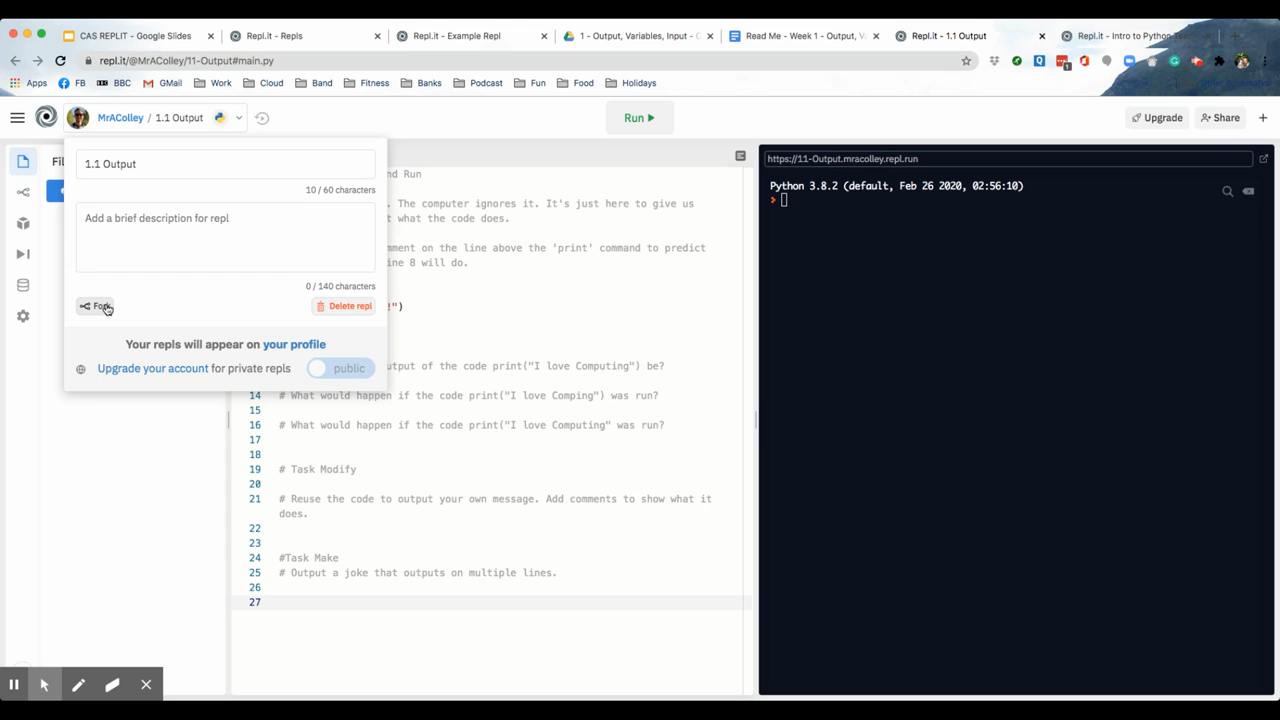 CAS REPLIT - Google Slides
Repl.it - Repls
Repl.it - Example Repl
1 - Output, Variables, Input - G
Read Me - Week 1 - Output, V
Repl.it - 1.1 Output
Repl.it - Intro to Python Te
repl.it/@MrAColley/11-Output#main.py
1
Apps
FB
BBC
GMail
Work
Cloud
Band
Fitness
Banks
Podcast
Fun
Food
Holidays
Other Bookmarks
MrAColley / 1.1 Output
Run
Upgrade
Share
Fil
1.1 Output
10 / 60 characters
Add a brief description for repl
0 / 140 characters
Fork
Delete repl
Your repls will appear on your profile
Upgrade your account for private repls
public
nd Run
. The computer ignores it. It's just here to give us
t what the code does.
mment on the line above the 'print' command to predict
ine 8 will do.
!")
utput of the code print("I love Computing") be?
14 # What would happen if the code print("I love Comping") was run?
15
16 # What would happen if the code print("I love Computing" was run?
17
18
19 # Task Modify
20
21 # Reuse the code to output your own message. Add comments to show what it
does.
22
23
24 #Task Make
25 # Output a joke that outputs on multiple lines.
26
27
https://11-Output.mracolley.repl.run
Python 3.8.2 (default, Feb 26 2020, 02:56:10)
>